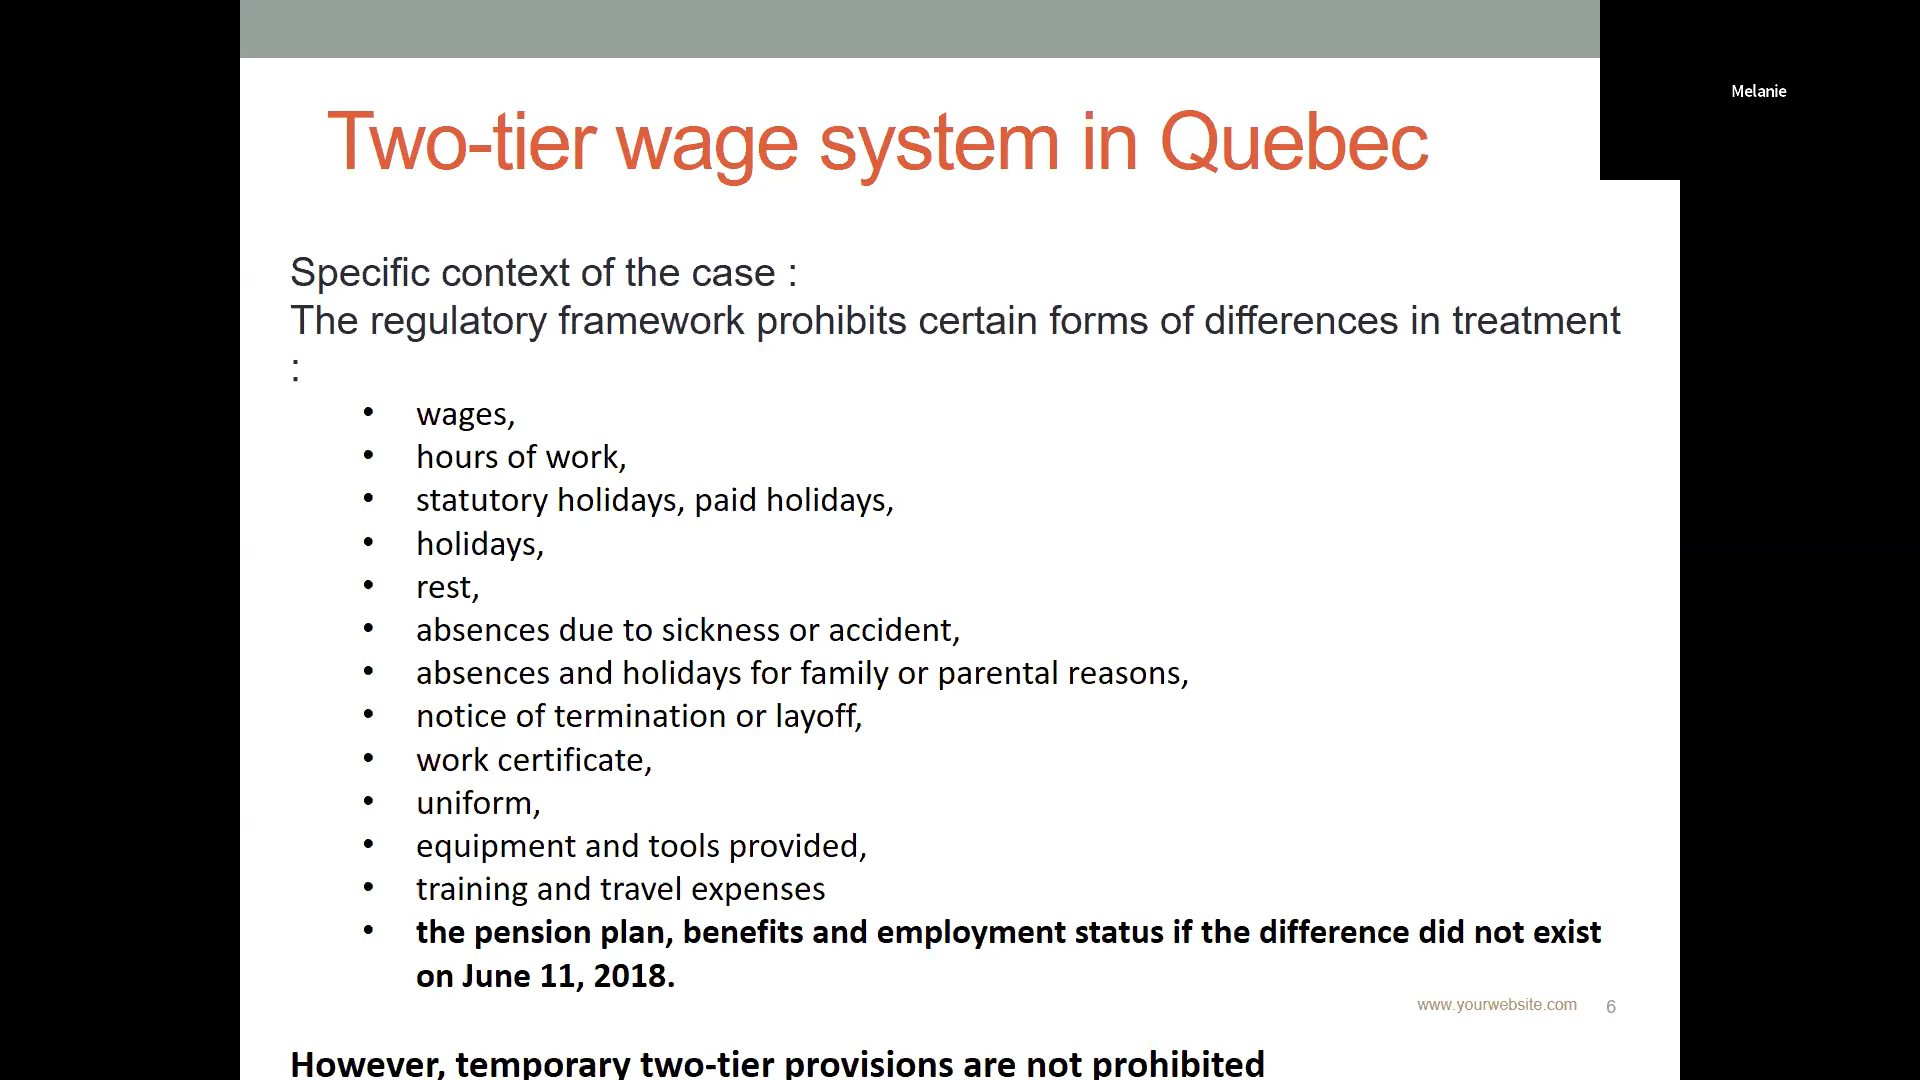 Two-tier wage system in Quebec
Melanie
Specific context of the case :
The regulatory framework prohibits certain forms of differences in treatment
:
• wages,
• hours of work,
• statutory holidays, paid holidays,
• holidays,
• rest,
• absences due to sickness or accident,
• absences and holidays for family or parental reasons,
• notice of termination or layoff,
• work certificate,
• uniform,
• equipment and tools provided,
• training and travel expenses
• the pension plan, benefits and employment status if the difference did not exist
on June 11, 2018.
www.yourwebsite.com 6
However, temporary two-tier provisions are not prohibited